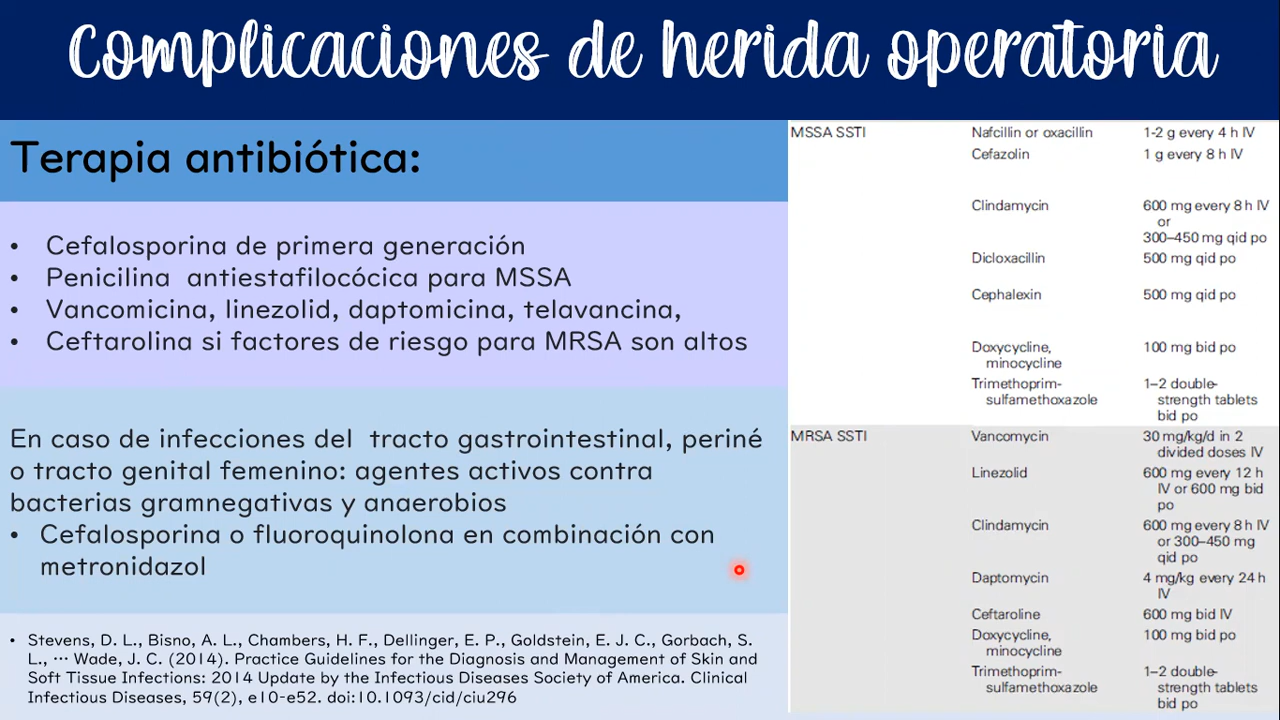 Complicaciones de herida operatoria
Terapia antibiótica:
• Cefalosporina de primera generación
• Penicilina antiestafilocócica para MSSA
• Vancomicina, linezolid, daptomicina, telavancina,
• Ceftarolina si factores de riesgo para MRSA son altos
En caso de infecciones del tracto gastrointestinal, periné
o tracto genital femenino: agentes activos contra
bacterias gramnegativas y anaerobios
• Cefalosporina o fluoroquinolona en combinación con
metronidazol
• Stevens, D. L., Bisno, A. L., Chambers, H. F., Dellinger, E. P., Goldstein, E. J. C., Gorbach, S.
L., … Wade, J. C. (2014). Practice Guidelines for the Diagnosis and Management of Skin and
Soft Tissue Infections: 2014 Update by the Infectious Diseases Society of America. Clinical
Infectious Diseases, 59(2), e10-e52. doi:10.1093/cid/ciu296
MSSA SSTI Nafcillin or oxacillin 1-2 g every 4 h IV
Cefazolin 1 g every 8 h IV
Clindamycin 600 mg every 8 h IV
or
300–450 mg qid po
Dicloxacillin 500 mg qid po
Cephalexin 500 mg qid po
Doxycycline, 100 mg bid po
minocycline
Trimethoprim- 1–2 double-
sulfamethoxazole strength tablets
bid po
MRSA SSTI Vancomycin 30 mg/kg/d in 2
divided doses IV
Linezolid 600 mg every 12 h
IV or 600 mg bid
po
Clindamycin 600 mg every 8 h IV
or 300–450 mg
qid po
Daptomycin 4 mg/kg every 24 h
IV
Ceftaroline 600 mg bid IV
Doxycycline, 100 mg bid po
minocycline
Trimethoprim- 1–2 double-
sulfamethoxazole strength tablets
bid po